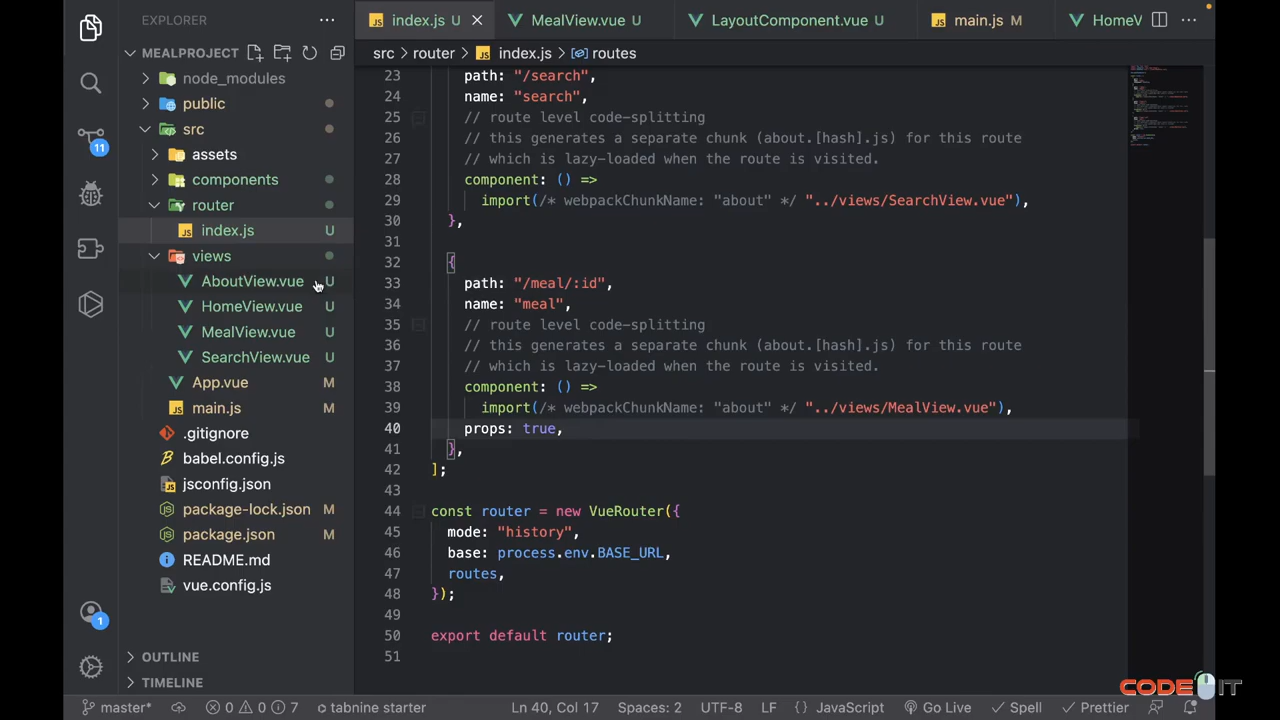 EXPLORER
index.js U
MealView.vue U
LayoutComponent.vue U
main.js M
HomeV
MEALPROJECT
src > router > index.js > routes
node_modules
public
src
assets
components
router
index.js U
views
AboutView.vue U
HomeView.vue U
MealView.vue U
SearchView.vue U
App.vue M
main.js M
.gitignore
babel.config.js
jsconfig.json
package-lock.json M
package.json M
README.md
vue.config.js
OUTLINE
TIMELINE
11
1
23 path: "/search",
24 name: "search",
25 // route level code-splitting
26 // this generates a separate chunk (about.[hash].js) for this route
27 // which is lazy-loaded when the route is visited.
28 component: () =>
29 import(/* webpackChunkName: "about" */ "../views/SearchView.vue"),
30 },
31
32 {
33 path: "/meal/:id",
34 name: "meal",
35 // route level code-splitting
36 // this generates a separate chunk (about.[hash].js) for this route
37 // which is lazy-loaded when the route is visited.
38 component: () =>
39 import(/* webpackChunkName: "about" */ "../views/MealView.vue"),
40 props: true,
41 },
42 ];
43
44 const router = new VueRouter({
45 mode: "history",
46 base: process.env.BASE_URL,
47 routes,
48 });
49
50 export default router;
51
CODE IT
master* 0 0 7 tabnine starter Ln 40, Col 17 Spaces: 2 UTF-8 LF {} JavaScript Go Live Spell Prettier